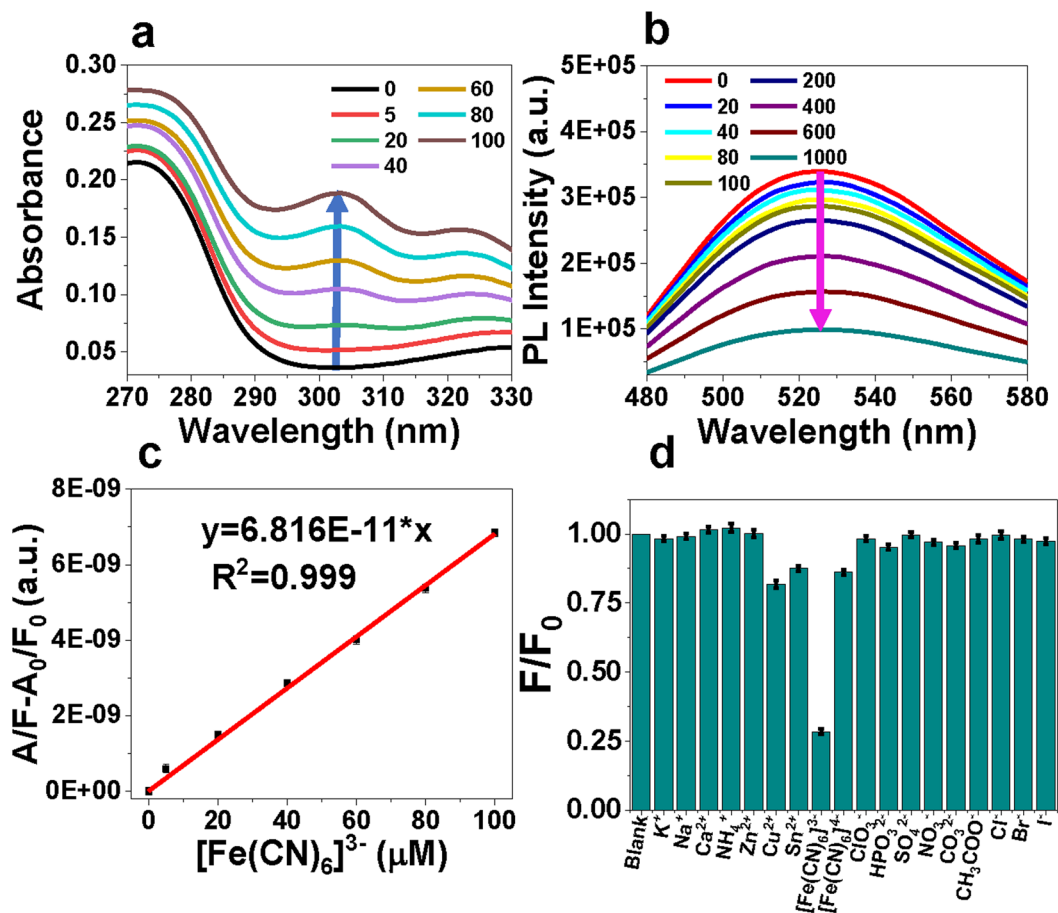 a
Absorbance
0.30
0.25
0.20
0.15
0.10
0.05
0
5
20
40
60
80
100
270 280 290 300 310 320 330
Wavelength (nm)
b
PL Intensity (a.u.)
5E+05
4E+05
3E+05
2E+05
1E+05
0
20
40
80
100
200
400
600
1000
480 500 520 540 560 580
Wavelength (nm)
c
A/F-A₀/F₀ (a.u.)
8E-09
6E-09
4E-09
2E-09
0E+00
y=6.816E-11*x
R²=0.999
0 20 40 60 80 100
[Fe(CN)₆]³⁻ (μM)
d
F/F₀
1.00
0.75
0.50
0.25
0.00
Blank
K⁺
Na⁺
Ca²⁺
NH₄⁺
Zn²⁺
Cu²⁺
Sn²⁺
[Fe(CN)₆]³⁻
[Fe(CN)₆]⁴⁻
ClO₃⁻
HPO₃²⁻
SO₄²⁻
NO₃⁻
CO₃²⁻
CH₃COO⁻
Cl⁻
Br⁻
I⁻